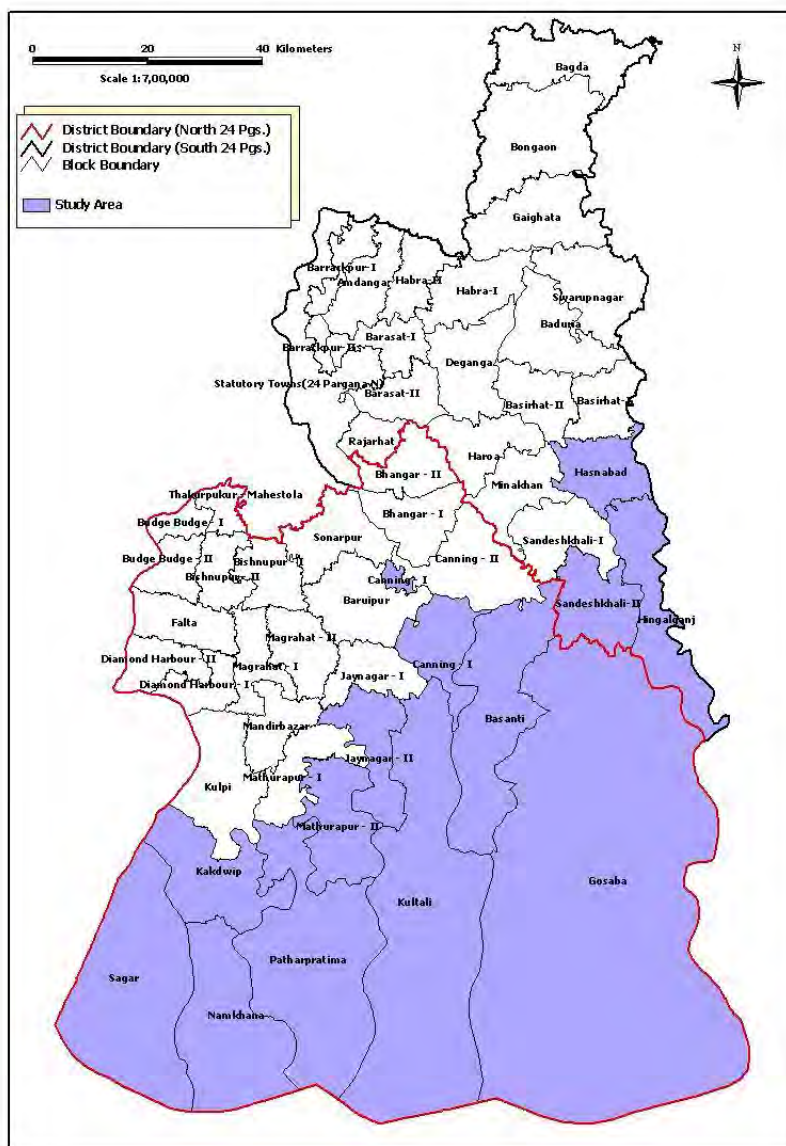 0 20 40 Kilometers
Scale 1:7,00,000
N
District Boundary (North 24 Pgs.)
District Boundary (South 24 Pgs.)
Block Boundary
Study Area
Bagda
Bongaon
Gaighata
Barrackpur-I
Amdanga
Habra-II
Habra-I
Swarupnagar
Baduria
Barasat-I
Barrackpur-II
Deganga
Statutory Towns(24 Pargana N)
Barasat-II
Basirhat-II
Basirhat-I
Rajarhat
Haroa
Bhangar - II
Minakhan
Hasnabad
Thakurpukur - Mahestola
Budge Budge - I
Bhangar - I
Sonarpur
Sandeshkhali-I
Budge Budge - II
Bishnupur - I
Canning - II
Bishnupur - II
Canning - I
Baruipur
Sandeshkhali-II
Hingalganj
Falta
Magrahat - II
Diamond Harbour - II
Magrahat - I
Canning - I
Jaynagar - I
Diamond Harbour - I
Basanti
Mandirbazar
Jaynagar - II
Mathurapur - I
Kulpi
Mathurapur - II
Kakdwip
Gosaba
Kultali
Patharpratima
Sagar
Namkhana